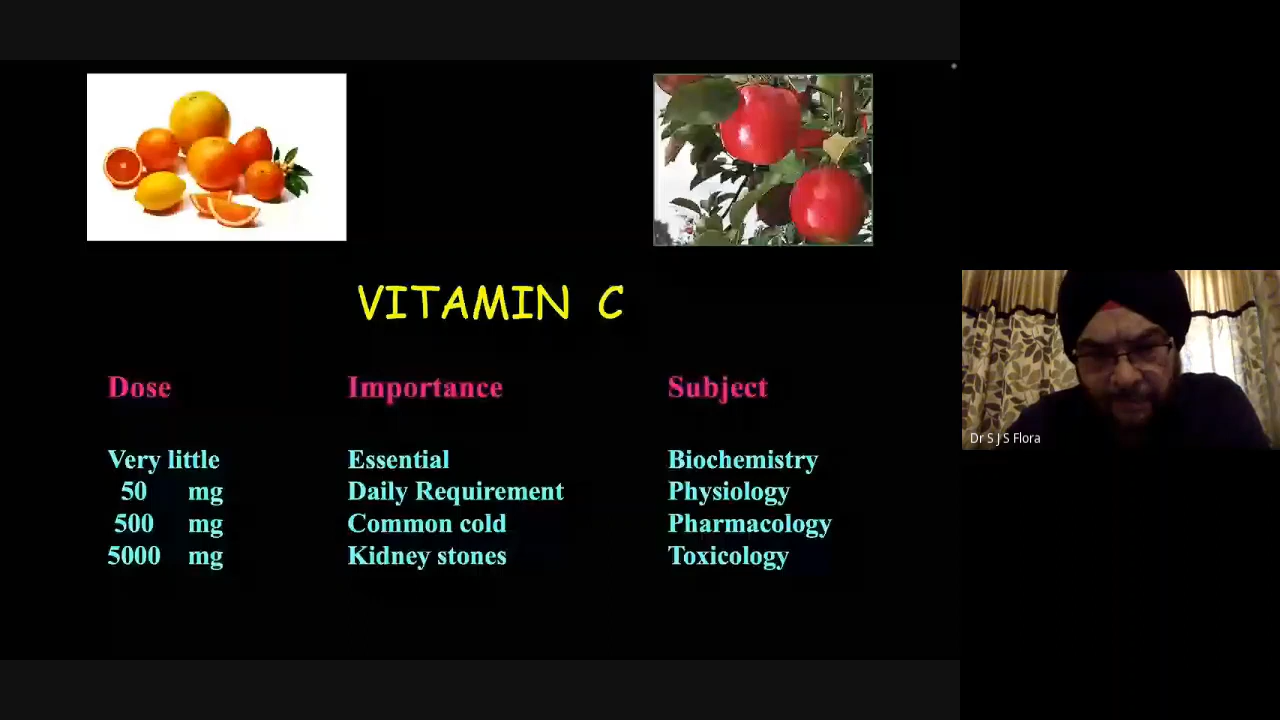 VITAMIN C
Dose Importance Subject
Very little Essential Biochemistry
50 mg Daily Requirement Physiology
500 mg Common cold Pharmacology
5000 mg Kidney stones Toxicology
Dr S J S Flora